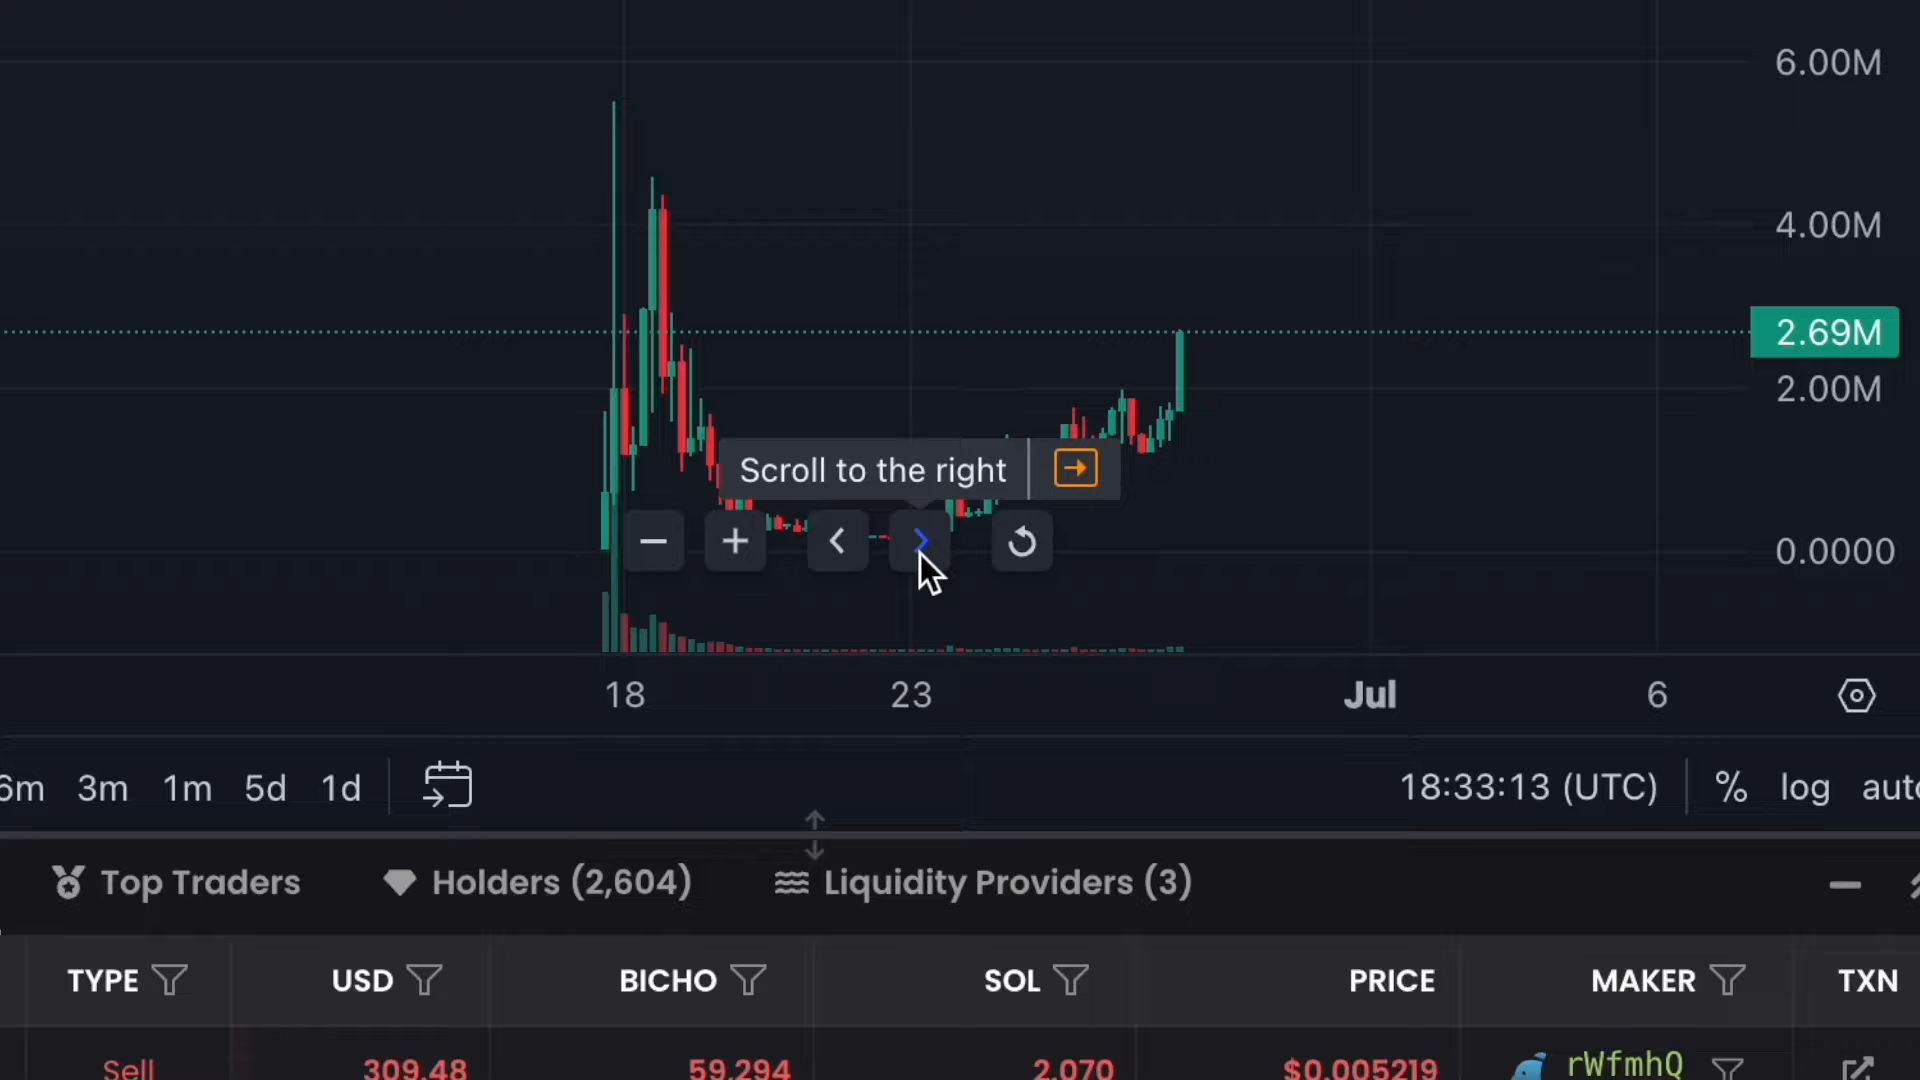 6.00M
4.00M
2.69M
2.00M
Scroll to the right
0.0000
18 23 Jul 6
6m 3m 1m 5d 1d 18:33:13 (UTC) % log auto
Top Traders Holders (2,604) Liquidity Providers (3)
TYPE USD BICHO SOL PRICE MAKER TXN
Sell 309.48 59,294 2.070 $0.005219 rWfmhQ